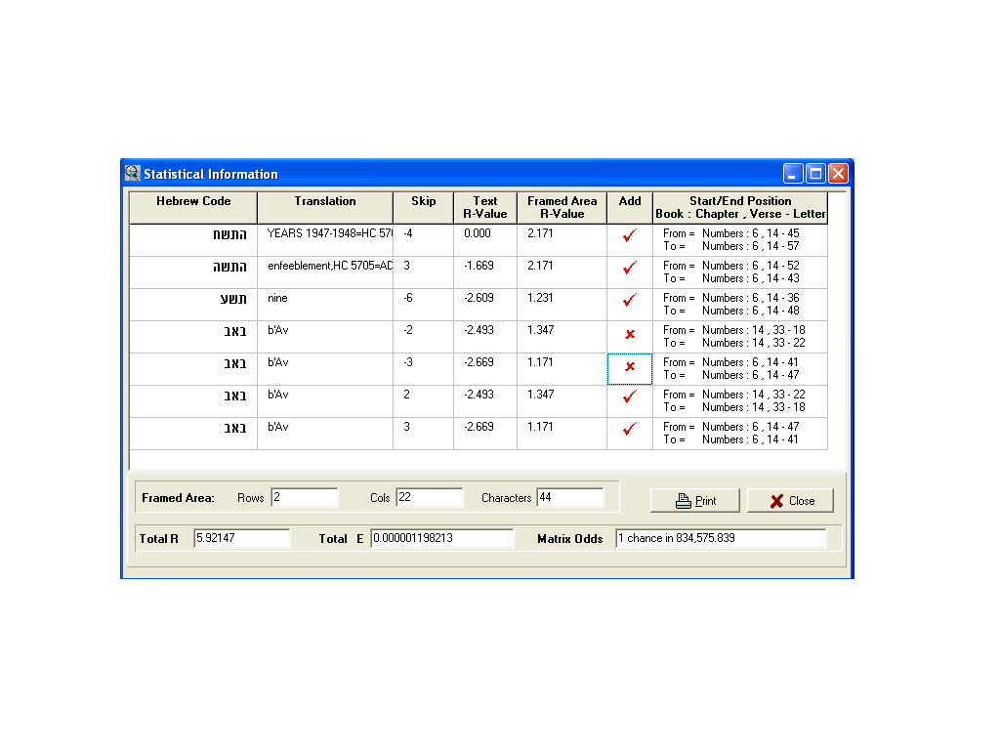 Statistical Information
Hebrew Code Translation Skip Text R-Value Framed Area R-Value Add Start/End Position Book : Chapter , Verse - Letter
התשח YEARS 1947-1948=HC 570 -4 0.000 2.171 From = Numbers : 6 , 14 - 45
To = Numbers : 6 , 14 - 57
התשה enfeeblement,HC 5705=AD 3 -1.669 2.171 From = Numbers : 6 , 14 - 52
To = Numbers : 6 , 14 - 43
תשע nine -6 -2.609 1.231 From = Numbers : 6 , 14 - 36
To = Numbers : 6 , 14 - 48
באב b'Av -2 -2.493 1.347 From = Numbers : 14 , 33 - 18
To = Numbers : 14 , 33 - 22
באב b'Av -3 -2.669 1.171 From = Numbers : 6 , 14 - 41
To = Numbers : 6 , 14 - 47
באב b'Av 2 -2.493 1.347 From = Numbers : 14 , 33 - 22
To = Numbers : 14 , 33 - 18
באב b'Av 3 -2.669 1.171 From = Numbers : 6 , 14 - 47
To = Numbers : 6 , 14 - 41
Framed Area: Rows 2 Cols 22 Characters 44 Print Close
Total R 5.92147 Total E 0.000001198213 Matrix Odds 1 chance in 834,575.839